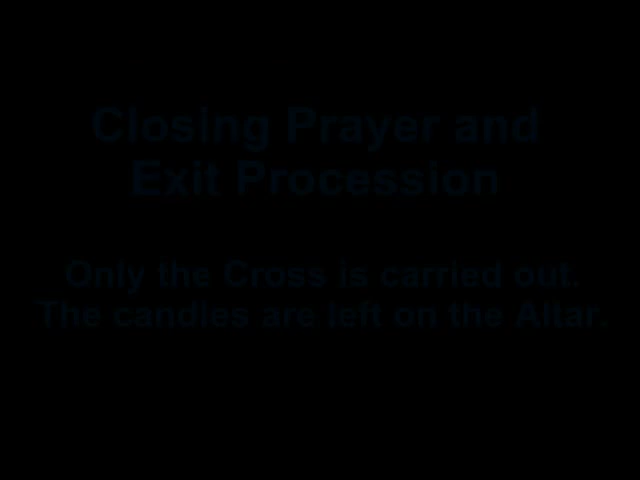 Closing Prayer and
Exit Procession
Only the Cross is carried out.
The candles are left on the Altar.